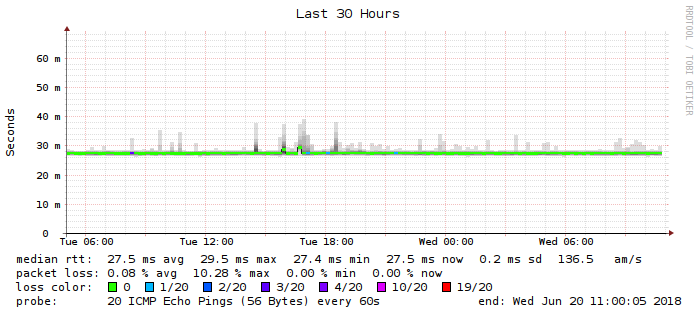 Last 30 Hours
RRDTOOL / TOBI OETIKER
Seconds
60 m
50 m
40 m
30 m
20 m
10 m
0
Tue 06:00 Tue 12:00 Tue 18:00 Wed 00:00 Wed 06:00
median rtt: 27.5 ms avg 29.5 ms max 27.4 ms min 27.5 ms now 0.2 ms sd 136.5 am/s
packet loss: 0.08 % avg 10.28 % max 0.00 % min 0.00 % now
loss color: 0 1/20 2/20 3/20 4/20 10/20 19/20
probe: 20 ICMP Echo Pings (56 Bytes) every 60s end: Wed Jun 20 11:00:05 2018